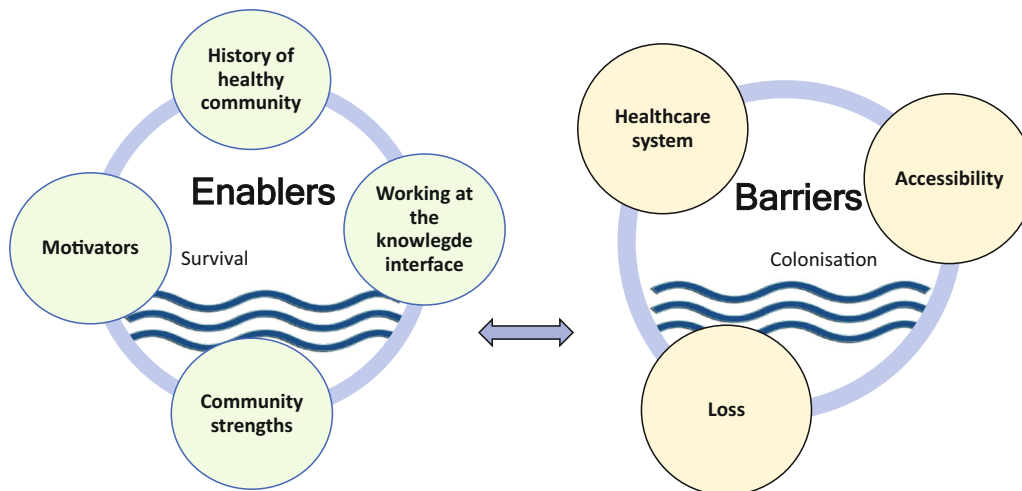 History of
healthy
community
Enablers
Motivators
Working at
the
knowlegde
interface
Survival
Community
strengths
Healthcare
system
Accessibility
Barriers
Colonisation
Loss